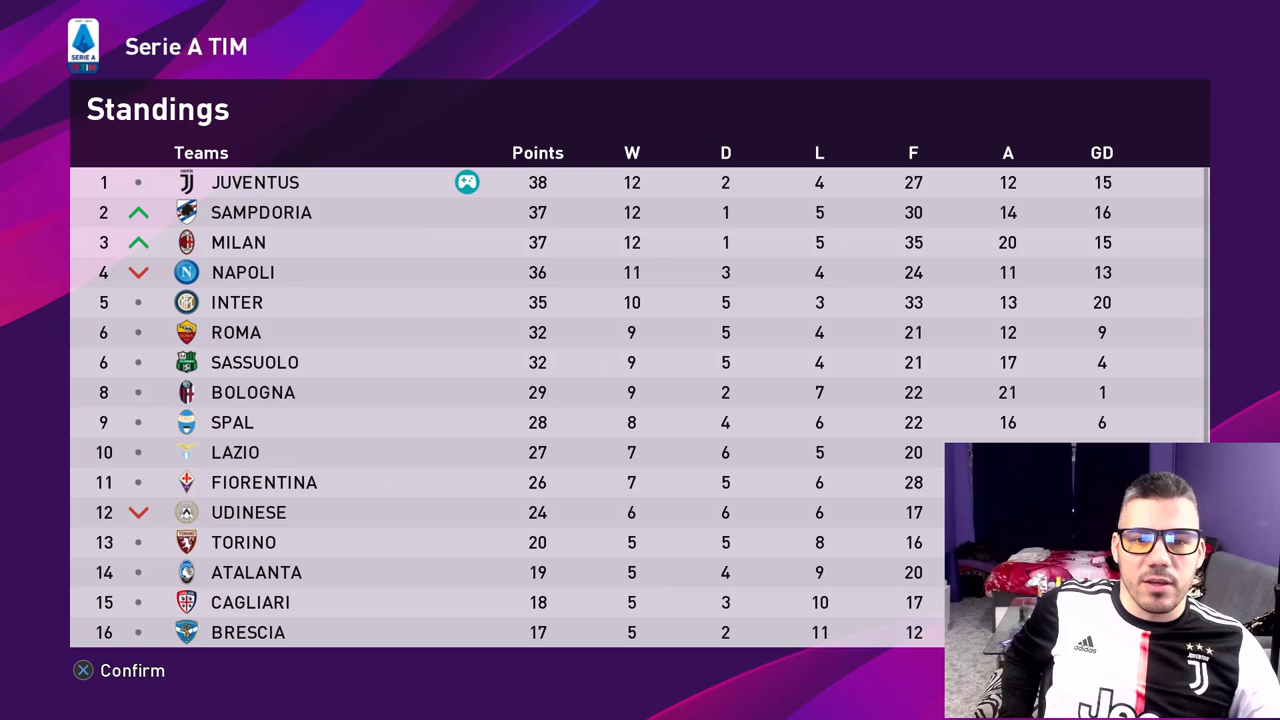 SERIE A
TIM
Serie A TIM
Standings
Teams Points W D L F A GD
1 JUVENTUS 38 12 2 4 27 12 15
2 SAMPDORIA 37 12 1 5 30 14 16
3 MILAN 37 12 1 5 35 20 15
4 NAPOLI 36 11 3 4 24 11 13
5 INTER 35 10 5 3 33 13 20
6 ROMA 32 9 5 4 21 12 9
6 SASSUOLO 32 9 5 4 21 17 4
8 BOLOGNA 29 9 2 7 22 21 1
9 SPAL 28 8 4 6 22 16 6
10 LAZIO 27 7 6 5 20
11 FIORENTINA 26 7 5 6 28
12 UDINESE 24 6 6 6 17
13 TORINO 20 5 5 8 16
14 ATALANTA 19 5 4 9 20
15 CAGLIARI 18 5 3 10 17
16 BRESCIA 17 5 2 11 12
Confirm
adidas
Jee